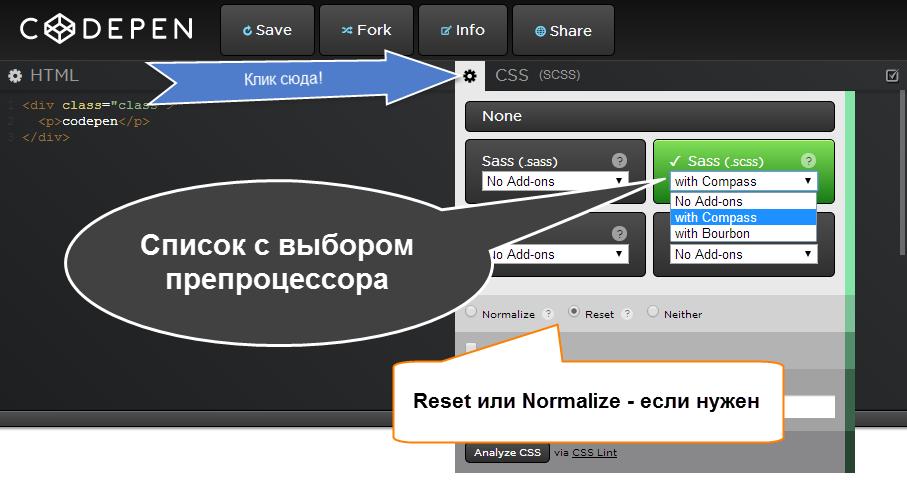 CODEPEN
Save
Fork
Info
Share
HTML
Клик сюда!
CSS (SCSS)
1 <div class="class">
2 <p>codepen</p>
3 </div>
None
Sass (.sass) ?
No Add-ons
✓ Sass (.scss) ?
with Compass
No Add-ons
with Compass
with Bourbon
Список с выбором
препроцессора
?
No Add-ons
No Add-ons
Normalize ?
Reset ?
Neither
Reset или Normalize - если нужен
Analyze CSS via CSS Lint